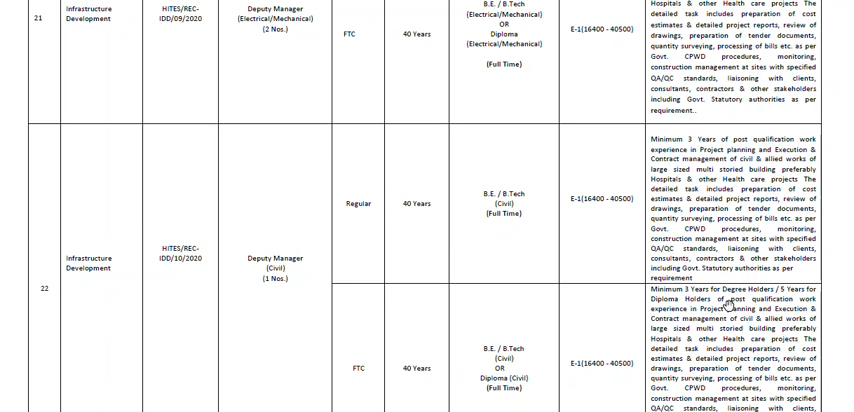 21
Infrastructure
Development
HITES/REC-
IDD/09/2020
Deputy Manager
(Electrical/Mechanical)
(2 Nos.)
FTC
40 Years
B.E. / B.Tech
(Electrical/Mechanical)
OR
Diploma
(Electrical/Mechanical)
(Full Time)
E-1(16400 - 40500)
Hospitals & other Health care projects The
detailed task includes preparation of cost
estimates & detailed project reports, review of
drawings, preparation of tender documents,
quantity surveying, processing of bills etc. as per
Govt. CPWD procedures, monitoring,
construction management at sites with specified
QA/QC standards, liaisoning with clients,
consultants, contractors & other stakeholders
including Govt. Statutory authorities as per
requirement..
22
Infrastructure
Development
HITES/REC-
IDD/10/2020
Deputy Manager
(Civil)
(1 Nos.)
Regular
40 Years
B.E. / B.Tech
(Civil)
(Full Time)
E-1(16400 - 40500)
Minimum 3 Years of post qualification work
experience in Project planning and Execution &
Contract management of civil & allied works of
large sized multi storied building preferably
Hospitals & other Health care projects The
detailed task includes preparation of cost
estimates & detailed project reports, review of
drawings, preparation of tender documents,
quantity surveying, processing of bills etc. as per
Govt. CPWD procedures, monitoring,
construction management at sites with specified
QA/QC standards, liaisoning with clients,
consultants, contractors & other stakeholders
including Govt. Statutory authorities as per
requirement
FTC
40 Years
B.E. / B.Tech
(Civil)
OR
Diploma (Civil)
(Full Time)
E-1(16400 - 40500)
Minimum 3 Years for Degree Holders / 5 Years for
Diploma Holders of post qualification work
experience in Project planning and Execution &
Contract management of civil & allied works of
large sized multi storied building preferably
Hospitals & other Health care projects The
detailed task includes preparation of cost
estimates & detailed project reports, review of
drawings, preparation of tender documents,
quantity surveying, processing of bills etc. as per
Govt. CPWD procedures, monitoring,
construction management at sites with specified
QA/QC standards, liaisoning with clients,